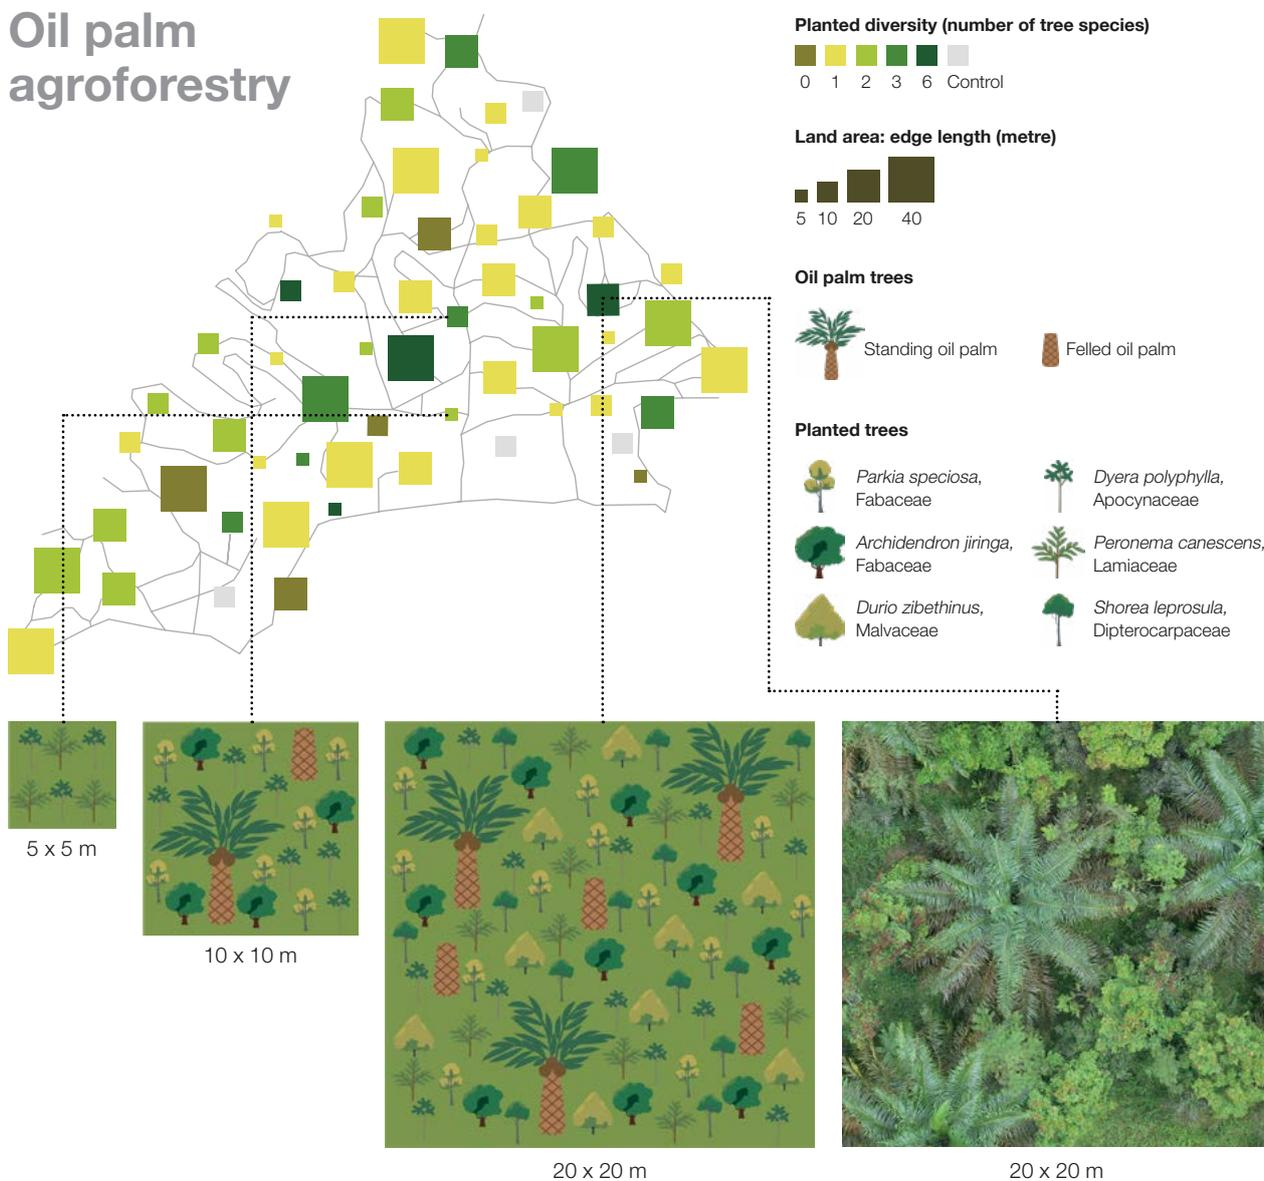 Oil palm
agroforestry
Planted diversity (number of tree species)
0 1 2 3 6 Control
Land area: edge length (metre)
5 10 20 40
Oil palm trees
Standing oil palm
Felled oil palm
Planted trees
Parkia speciosa,
Fabaceae
Dyera polyphylla,
Apocynaceae
Archidendron jiringa,
Fabaceae
Peronema canescens,
Lamiaceae
Durio zibethinus,
Malvaceae
Shorea leprosula,
Dipterocarpaceae
5 x 5 m
10 x 10 m
20 x 20 m
20 x 20 m